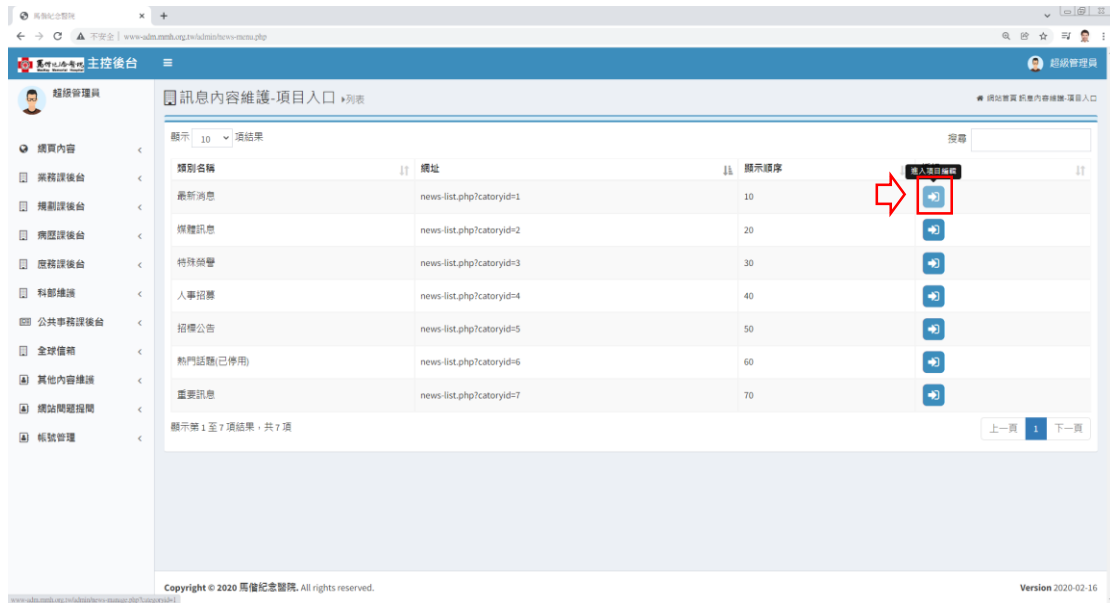 馬偕紀念醫院
不安全 | www-adm.mmh.org.tw/admin/news-menu.php
馬偕紀念醫院 主控後台
超級管理員
超級管理員
訊息內容維護-項目入口 列表
網站首頁 訊息內容維護-項目入口
網頁內容
業務課後台
規劃課後台
病歷課後台
庶務課後台
科部維護
公共事務課後台
全球信箱
其他內容維護
網站問題提問
帳號管理
顯示 10 項結果
搜尋
類別名稱 網址 顯示順序
進入項目編輯
最新消息 news-list.php?catoryid=1 10
媒體訊息 news-list.php?catoryid=2 20
特殊榮譽 news-list.php?catoryid=3 30
人事招募 news-list.php?catoryid=4 40
招標公告 news-list.php?catoryid=5 50
熱門話題(已停用) news-list.php?catoryid=6 60
重要訊息 news-list.php?catoryid=7 70
顯示第 1 至 7 項結果，共 7 項
上一頁 1 下一頁
Copyright © 2020 馬偕紀念醫院. All rights reserved.
Version 2020-02-16